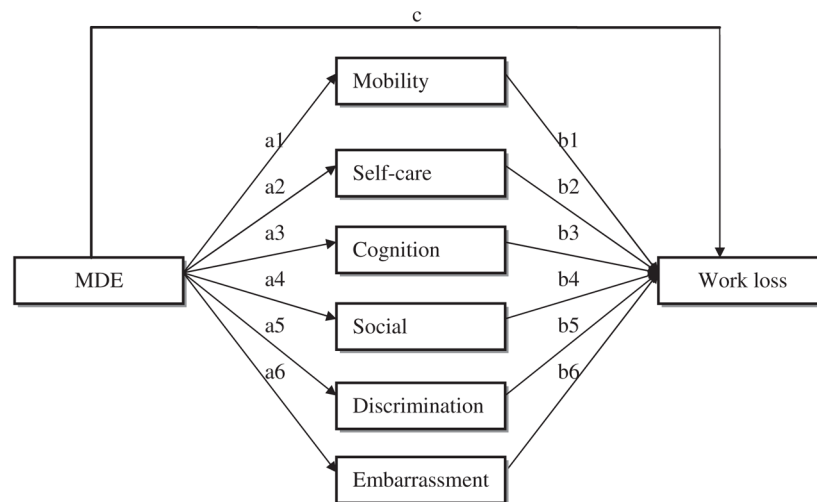 c
Mobility
a1
b1
Self-care
a2
b2
a3
Cognition
b3
MDE
a4
b4
Work loss
Social
a5
b5
a6
b6
Discrimination
Embarrassment